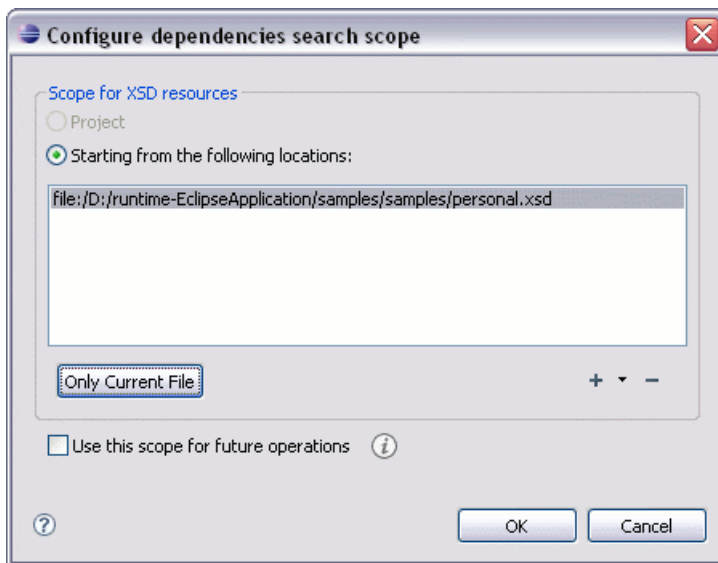 Configure dependencies search scope
Scope for XSD resources
Project
Starting from the following locations:
file:/D:/runtime-EclipseApplication/samples/samples/personal.xsd
Only Current File
Use this scope for future operations
OK Cancel